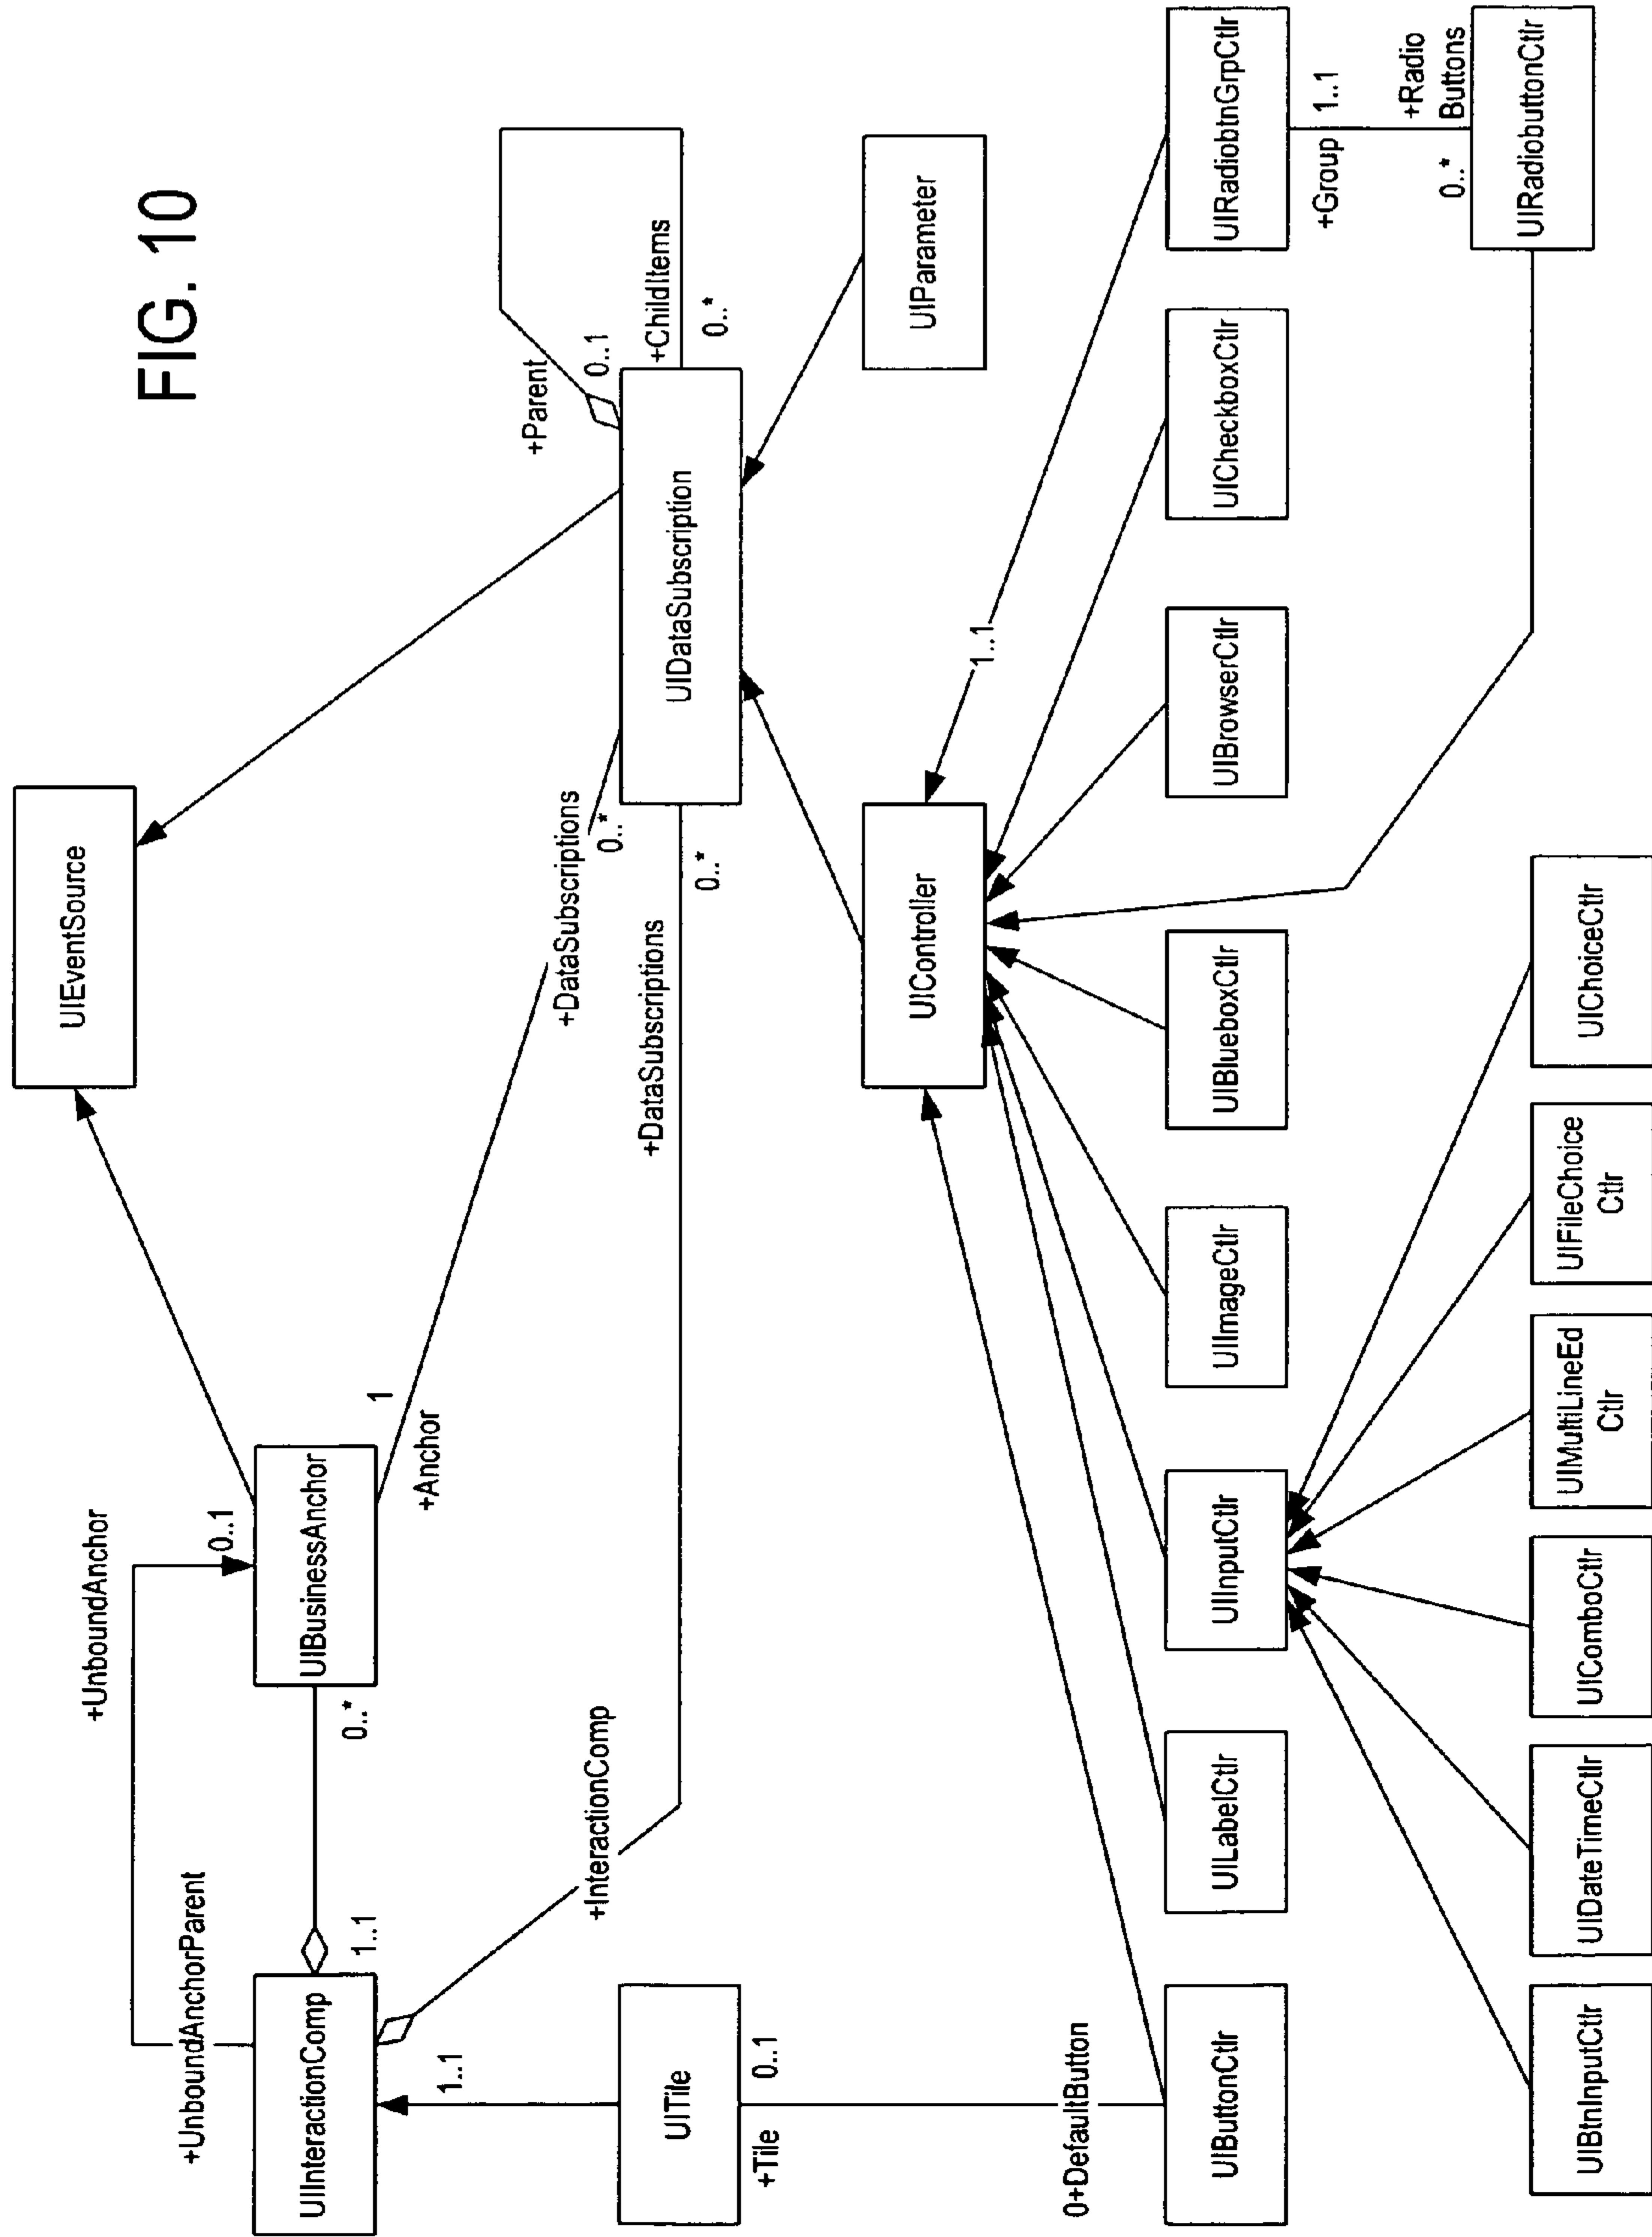 FIG. 10
UIEventSource
+UnboundAnchor
+UnboundAnchorParent
0..1
UIInteractionComp
1..1
0..*
UIBusinessAnchor
1
+Anchor
+DataSubscriptions
0..*
+Parent
0..1
+ChildItems
0..*
UIDataSubscription
+InteractionComp
+DataSubscriptions
0..*
1..1
UITile
+Tile
0..1
UIController
UIParameter
1..1
0+DefaultButton
UIButtonCtlr
UILabelCtlr
UIInputCtlr
UIImageCtlr
UIBlueboxCtlr
UIBrowserCtlr
UICheckboxCtlr
UIRadiobtnGrpCtlr
+Group
1..1
0..*
+Radio
Buttons
UIBtnInputCtlr
UIDateTimeCtlr
UIComboCtlr
UIMultiLineEd
Ctlr
UIFileChoice
Ctlr
UIChoiceCtlr
UIRadiobuttonCtlr